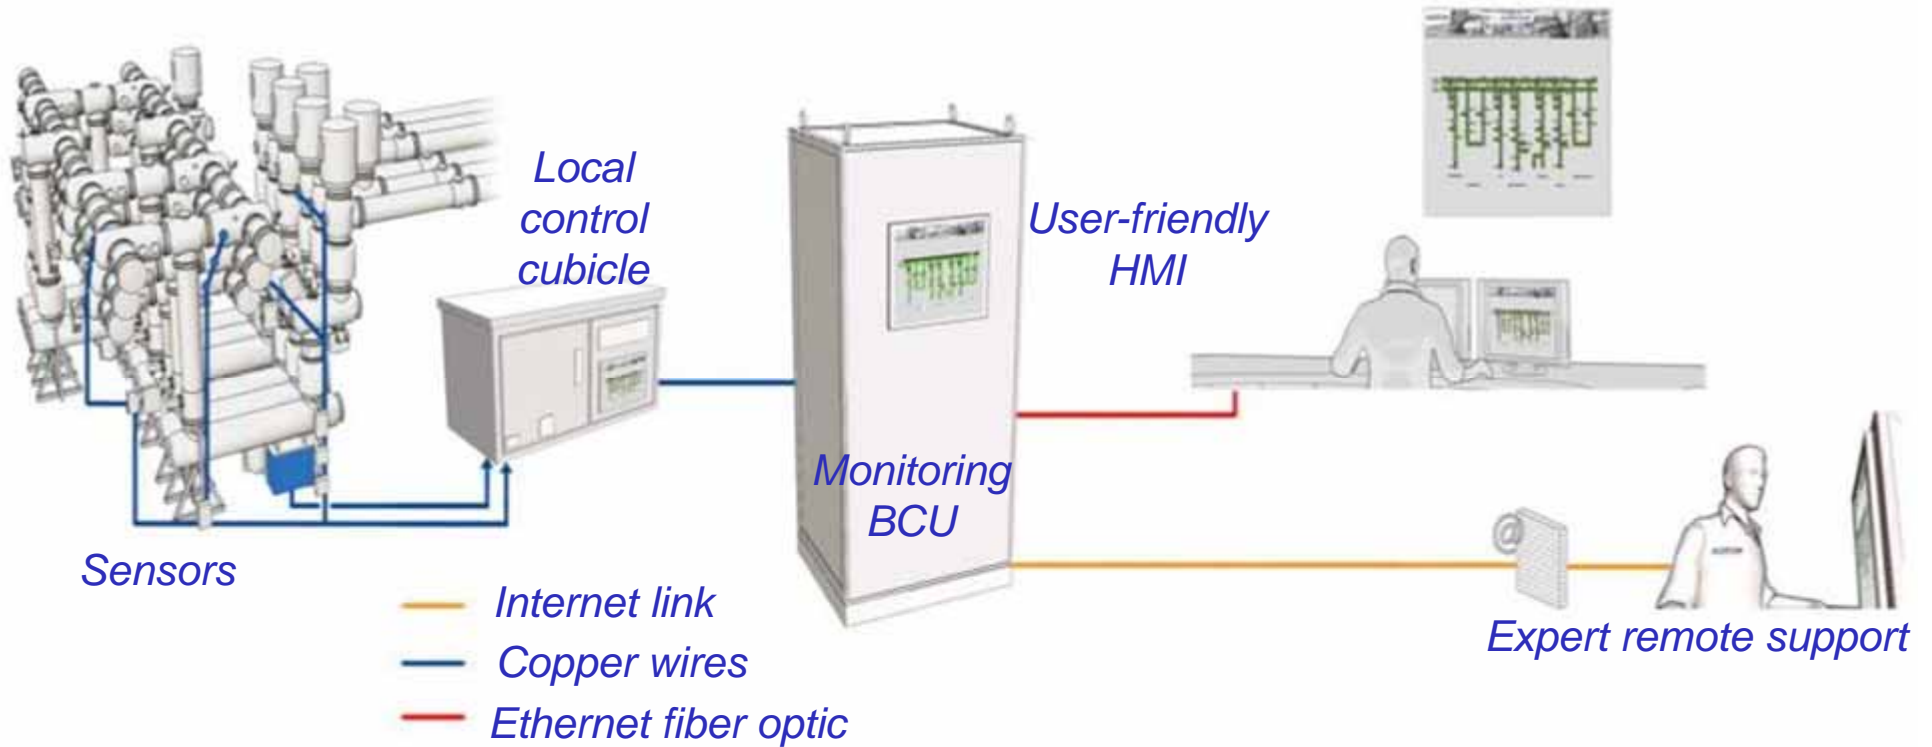 Local
control
cubicle
User-friendly
HMI
Monitoring
BCU
Sensors
Internet link
Copper wires
Ethernet fiber optic
@
Expert remote support